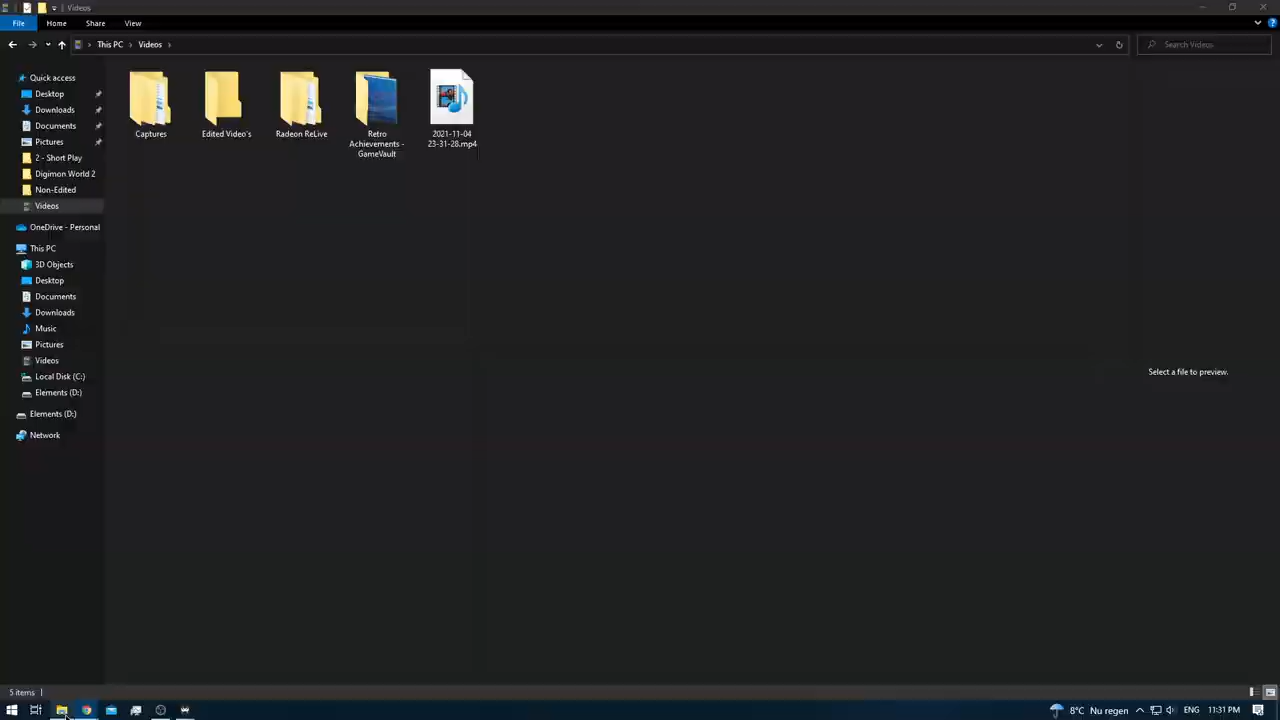 Videos
File Home Share View
This PC Videos
Search Videos
Quick access
Desktop
Downloads
Documents
Pictures
2 - Short Play
Digimon World 2
Non-Edited
Videos
OneDrive - Personal
This PC
3D Objects
Desktop
Documents
Downloads
Music
Pictures
Videos
Local Disk (C:)
Elements (D:)
Elements (D:)
Network
Captures
Edited Video's
Radeon ReLive
Retro
Achievements -
GameVault
2021-11-04
23-31-28.mp4
Select a file to preview.
5 items
8°C Nu regen ENG 11:31 PM